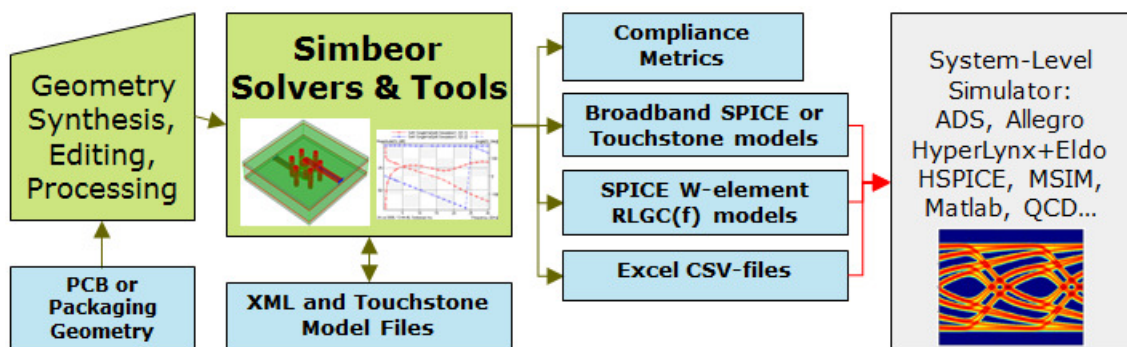 Geometry
Synthesis,
Editing,
Processing
PCB or
Packaging
Geometry
Simbeor
Solvers & Tools
XML and Touchstone
Model Files
Compliance
Metrics
Broadband SPICE or
Touchstone models
SPICE W-element
RLGC(f) models
Excel CSV-files
System-Level
Simulator:
ADS, Allegro
HyperLynx+Eldo
HSPICE, MSIM,
Matlab, QCD...